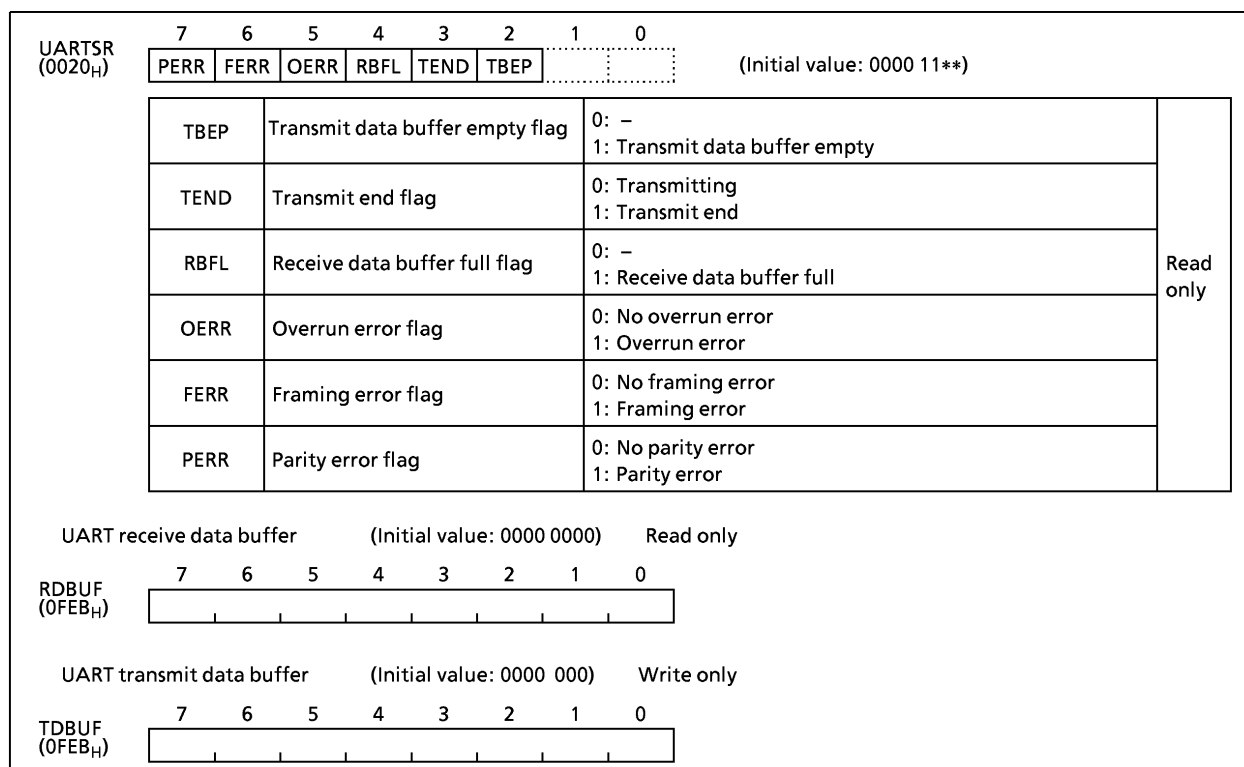 7 6 5 4 3 2 1 0
UARTSR
(0020H)
PERR FERR OERR RBFL TEND TBEP
(Initial value: 0000 11**)
TBEP Transmit data buffer empty flag 0: –
1: Transmit data buffer empty
TEND Transmit end flag 0: Transmitting
1: Transmit end
RBFL Receive data buffer full flag 0: –
1: Receive data buffer full
Read
only
OERR Overrun error flag 0: No overrun error
1: Overrun error
FERR Framing error flag 0: No framing error
1: Framing error
PERR Parity error flag 0: No parity error
1: Parity error
UART receive data buffer (Initial value: 0000 0000) Read only
7 6 5 4 3 2 1 0
RDBUF
(0FEBH)
UART transmit data buffer (Initial value: 0000 000) Write only
7 6 5 4 3 2 1 0
TDBUF
(0FEBH)